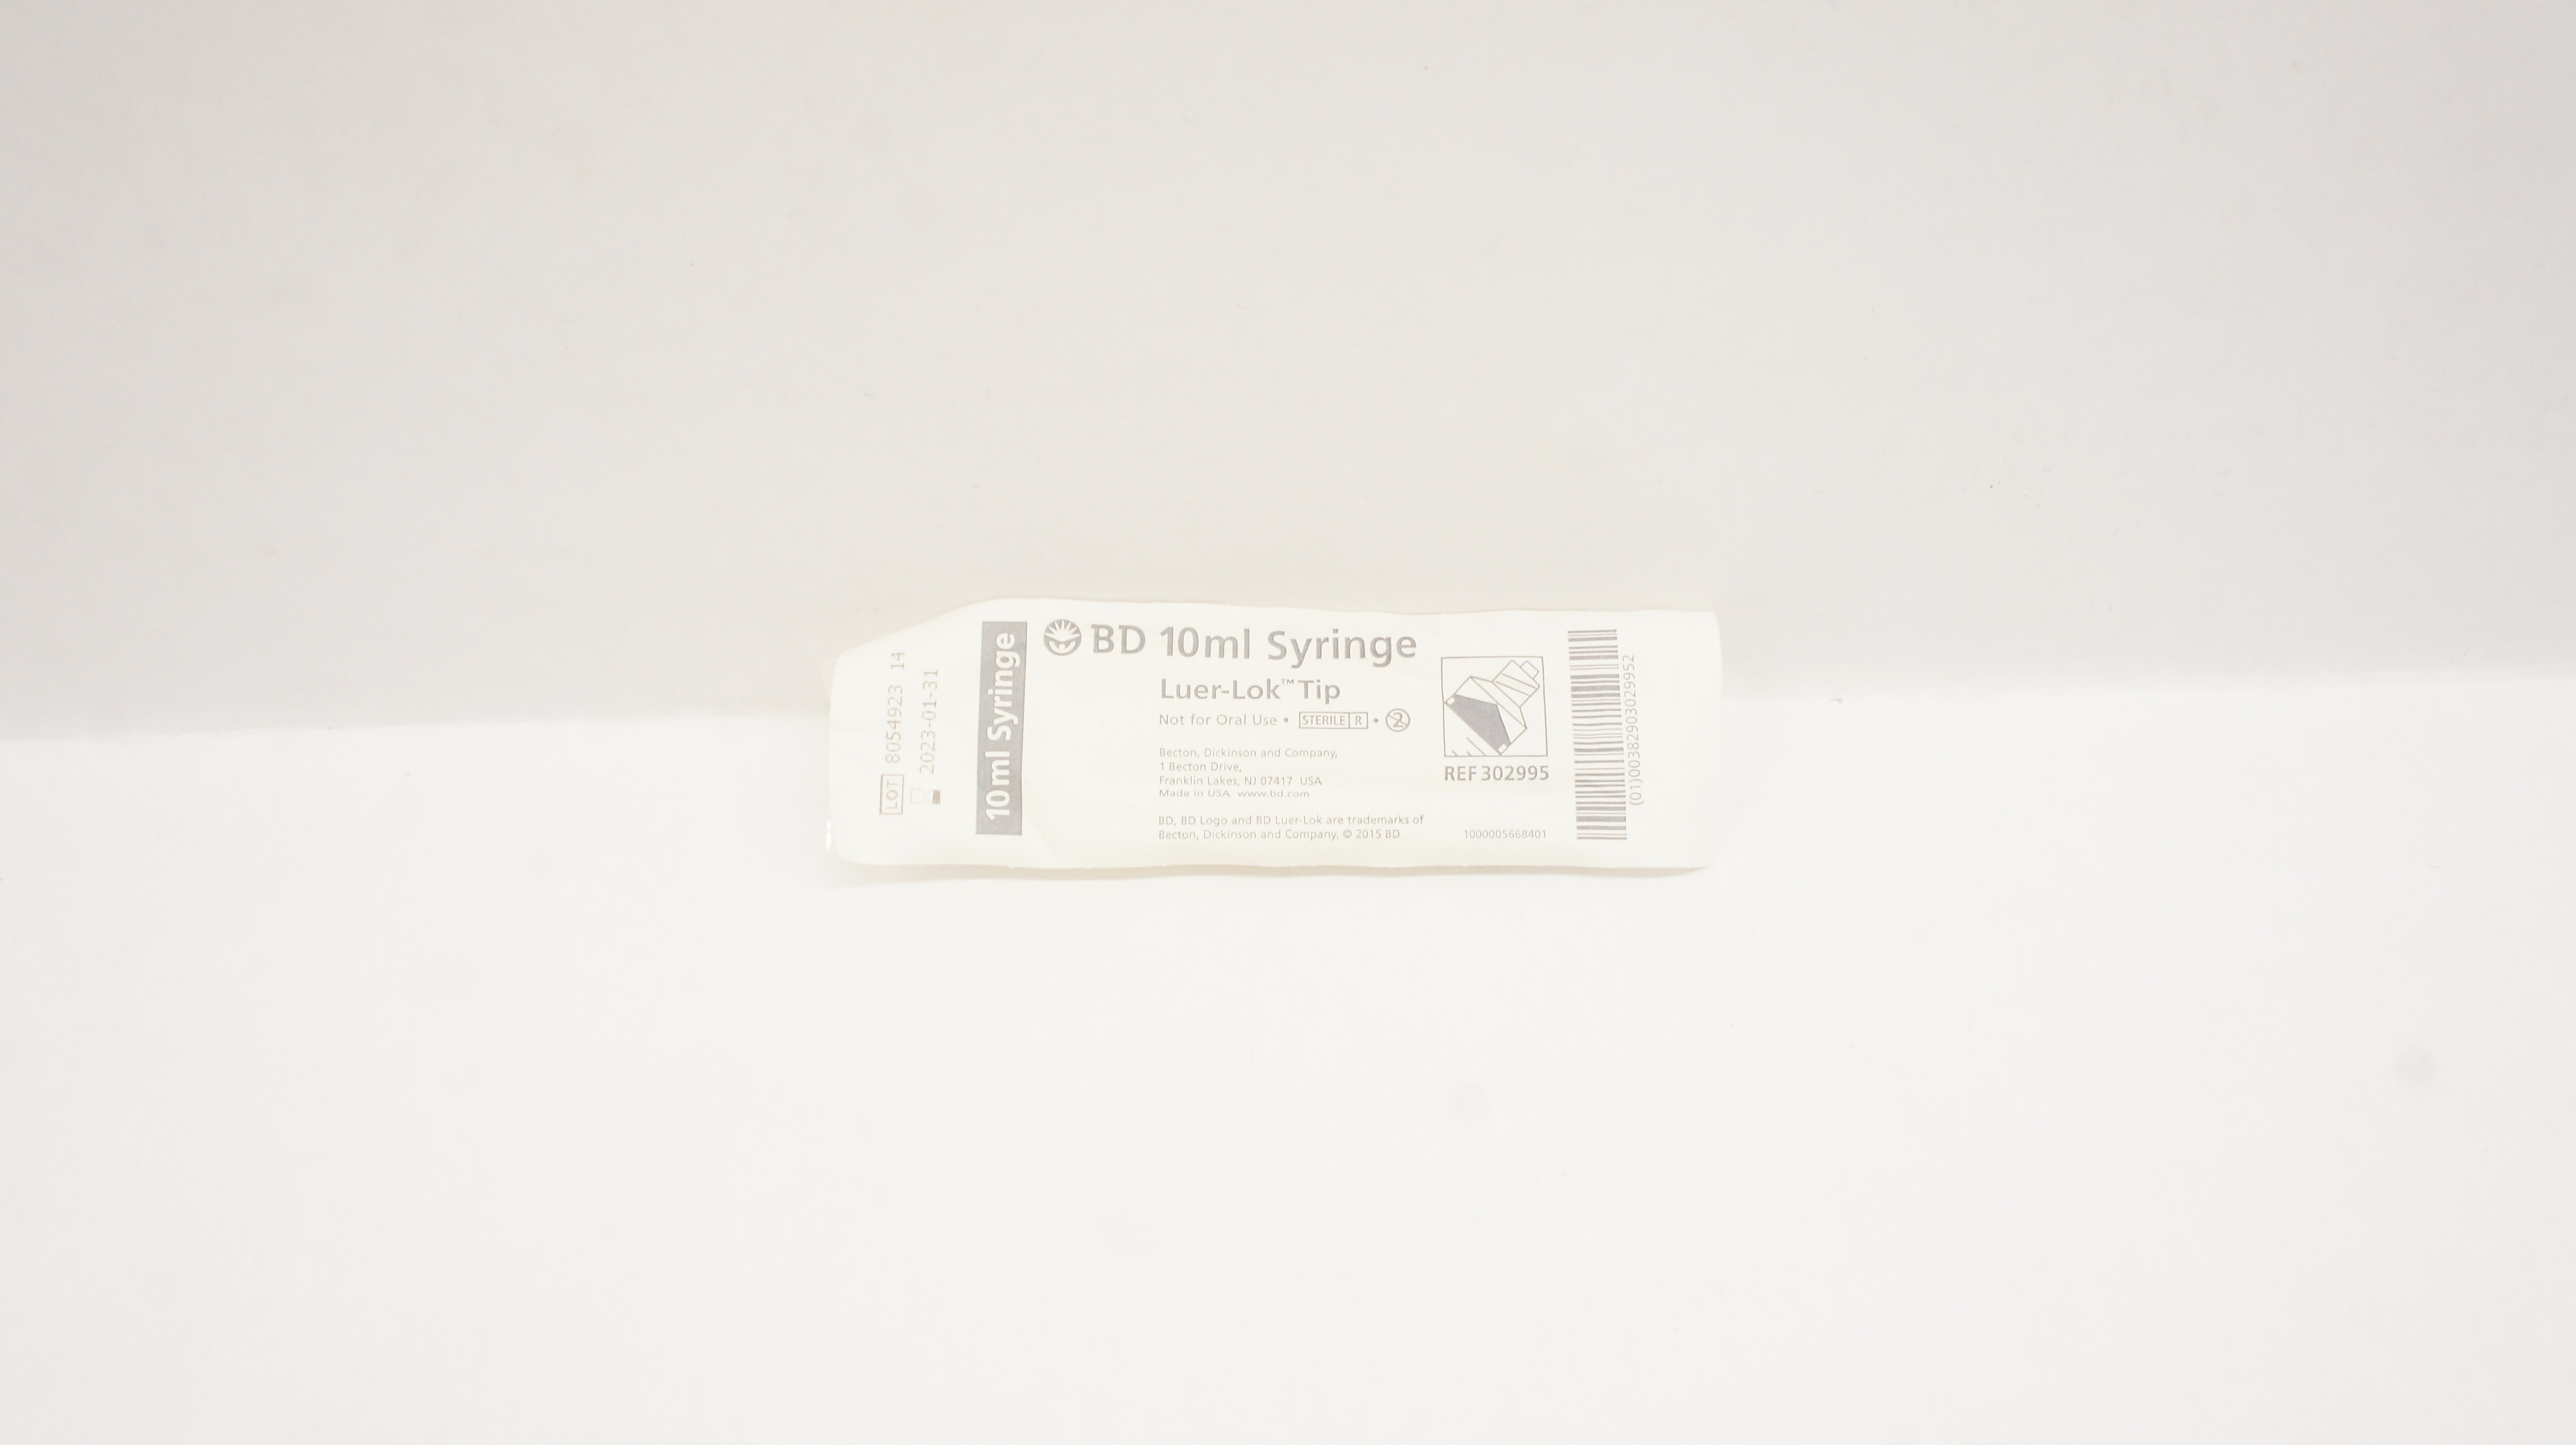 LOT 8054923 14
2023-01-31
10ml Syringe
BD 10ml Syringe
Luer-Lok™ Tip
Not for Oral Use • STERILE R • 2
Becton, Dickinson and Company,
1 Becton Drive,
Franklin Lakes, NJ 07417 USA
Made in USA www.bd.com
BD, BD Logo and BD Luer-Lok are trademarks of
Becton, Dickinson and Company. © 2015 BD
REF 302995
1000005668401
(01)00382903029952